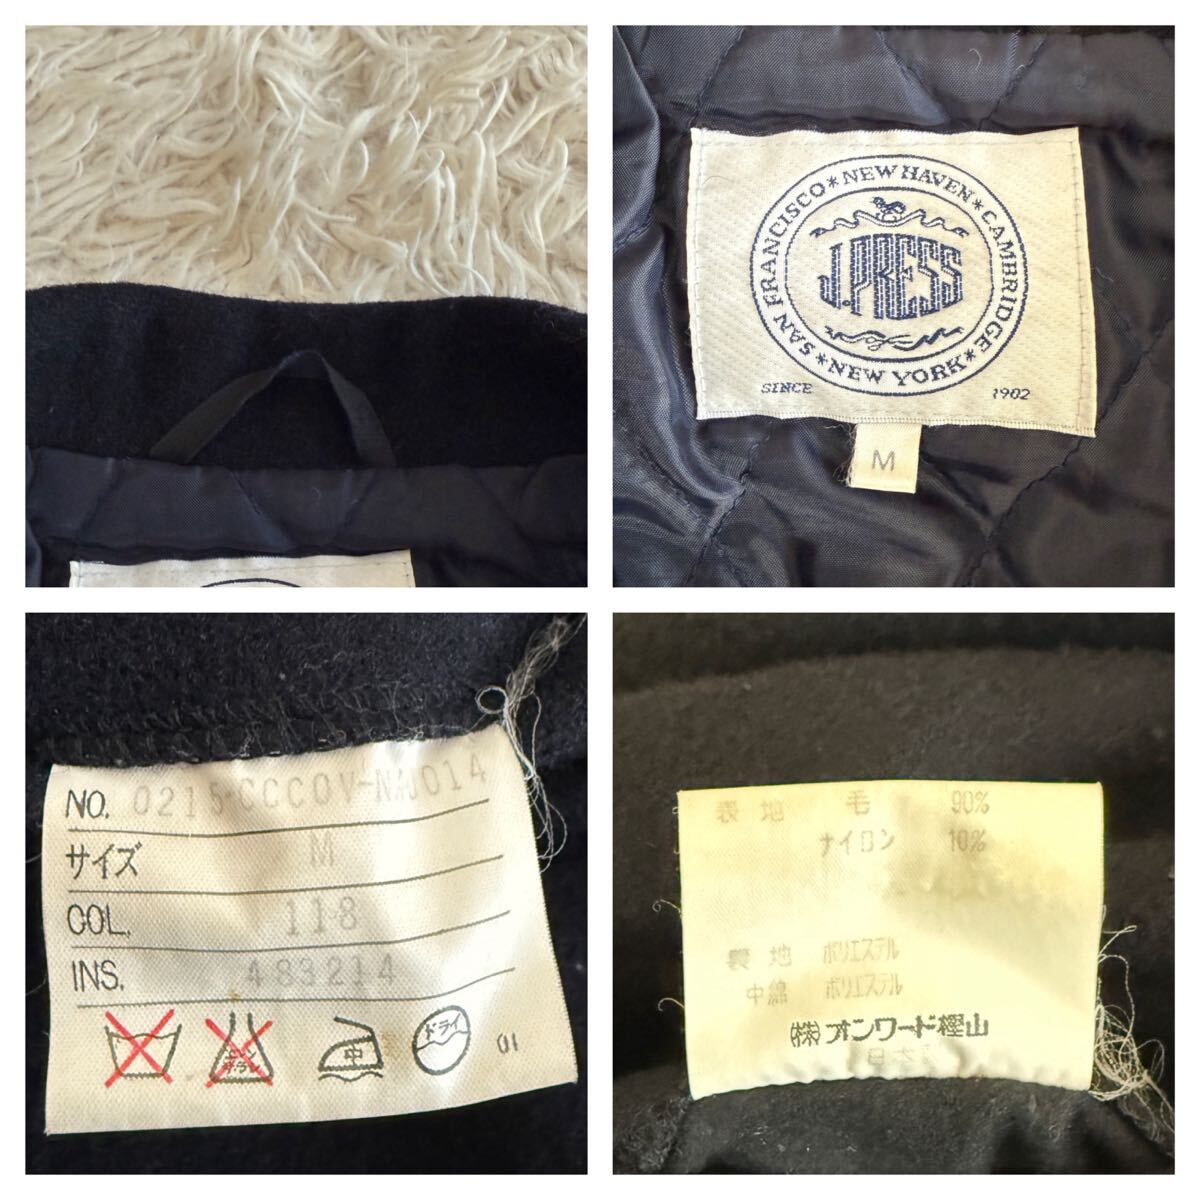 SAN FRANCISCO * NEW HAVEN * CAMBRIDGE * NEW YORK *
J.PRESS
SINCE 1902
M
NO. 0215-CCCOV-NA0014
サイズ M
COL. 118
INS. 483214
中
ドライ
01
表地 毛 90%
ナイロン 10%
裏地 ポリエステル
中綿 ポリエステル
(株)オンワード樫山